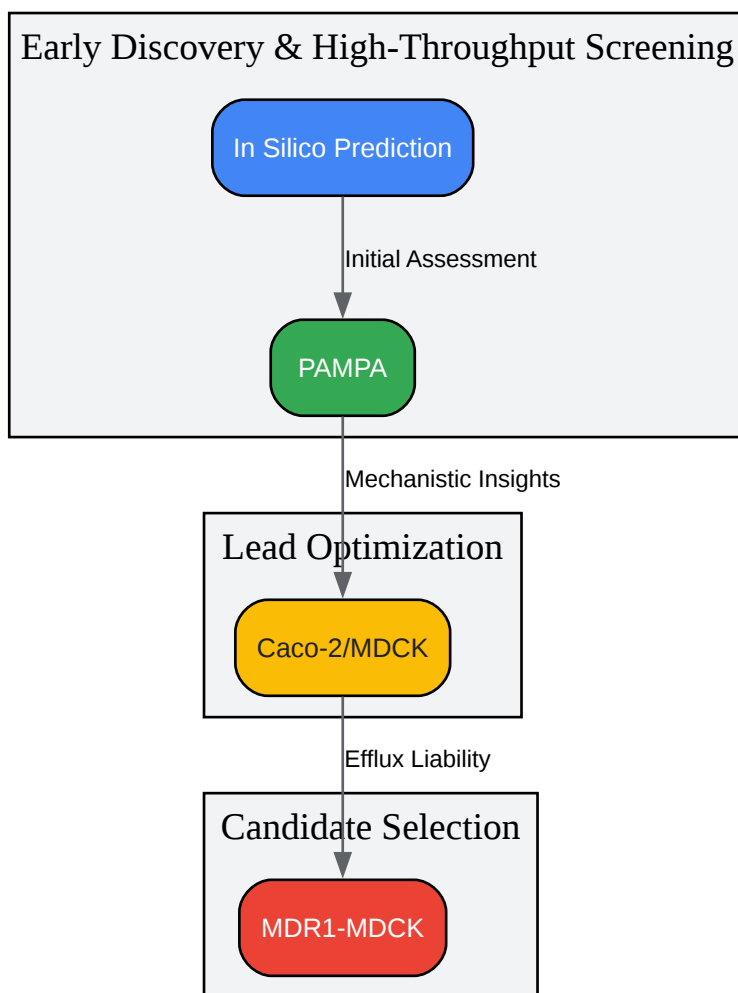 Early Discovery & High-Throughput Screening
In Silico Prediction
Initial Assessment
PAMPA
Mechanistic Insights
Lead Optimization
Caco-2/MDCK
Efflux Liability
Candidate Selection
MDR1-MDCK